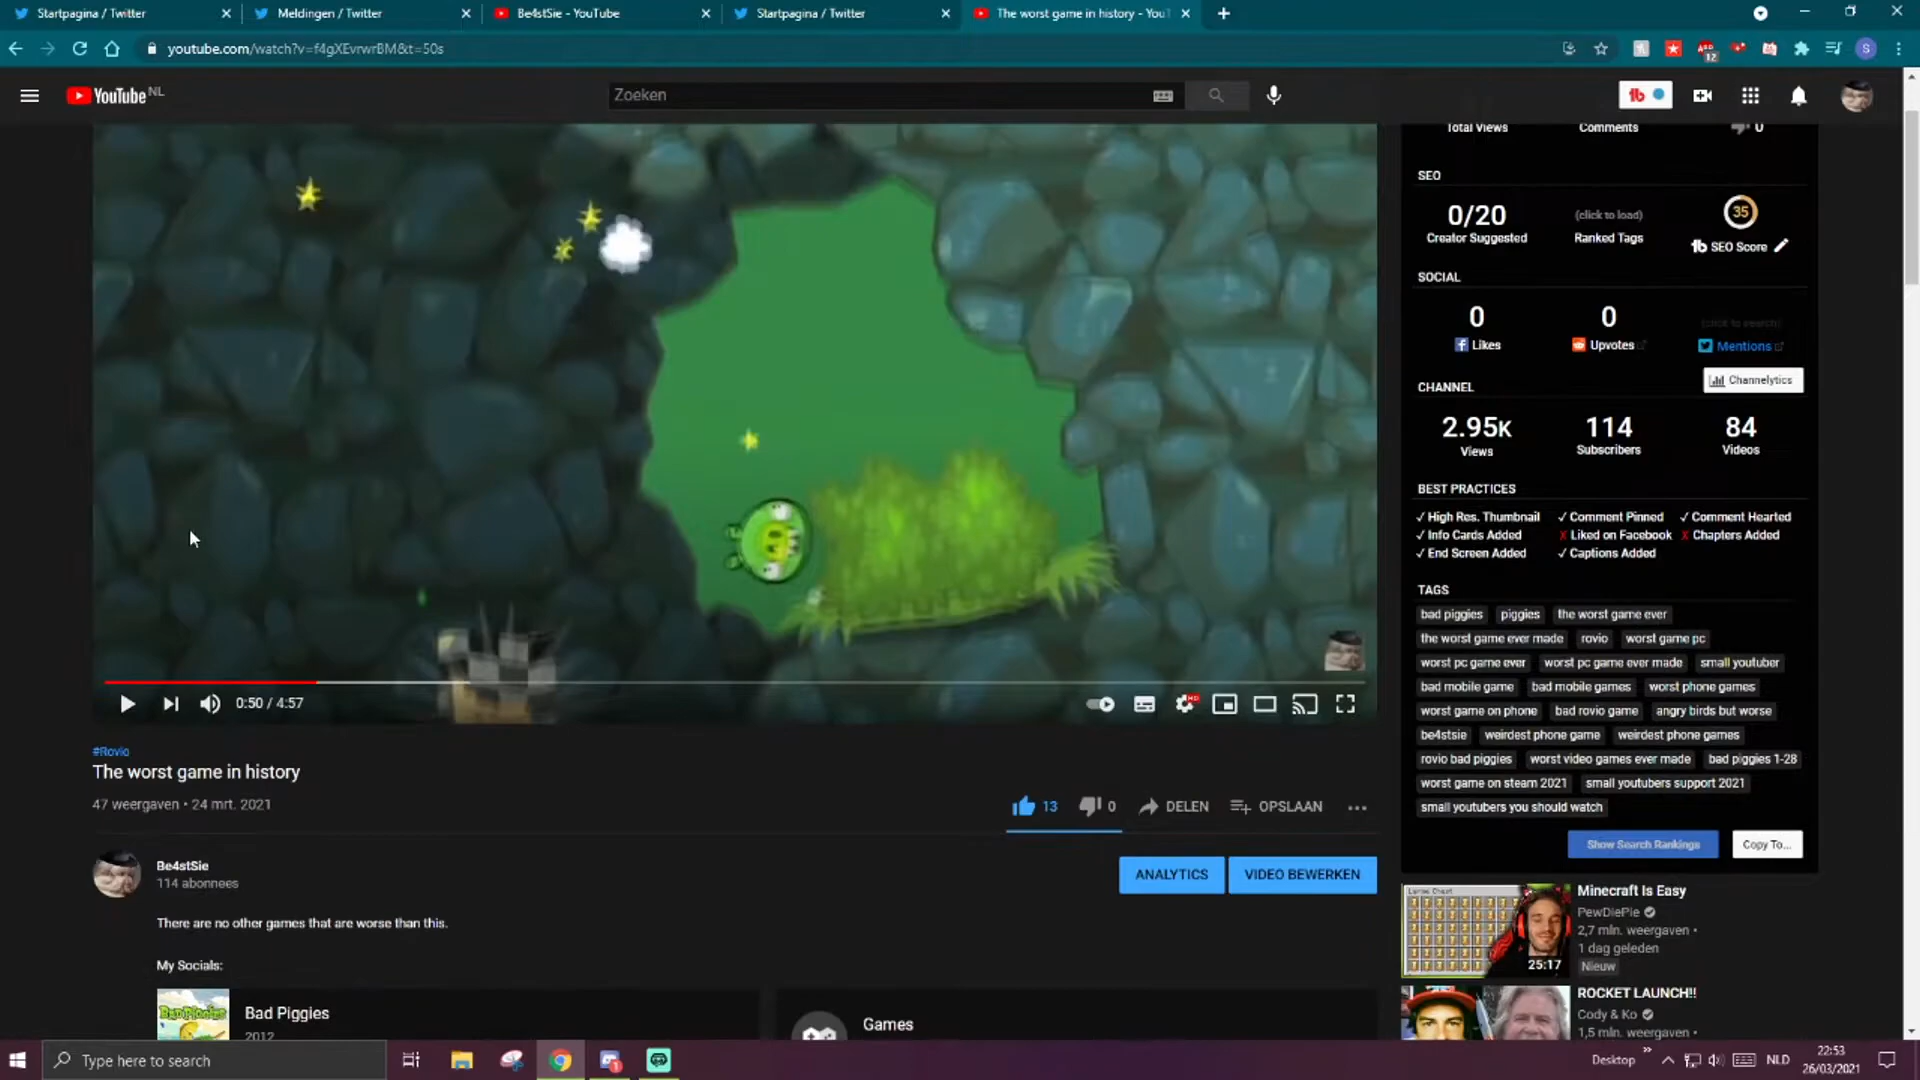 Startpagina / Twitter
Meldingen / Twitter
Be4stSie - YouTube
Startpagina / Twitter
The worst game in history - YouT
youtube.com/watch?v=f4gXEvrwrBM&t=50s
12
S
YouTube NL
Zoeken
Total Views
Comments
0
SEO
0/20
Creator Suggested
(click to load)
Ranked Tags
35
SEO Score
SOCIAL
0
Likes
0
Upvotes
(click to search)
Mentions
Channelytics
CHANNEL
2.95K
Views
114
Subscribers
84
Videos
BEST PRACTICES
✓ High Res. Thumbnail ✓ Comment Pinned ✓ Comment Hearted
✓ Info Cards Added ✗ Liked on Facebook ✗ Chapters Added
✓ End Screen Added ✓ Captions Added
TAGS
bad piggies piggies the worst game ever
the worst game ever made rovio worst game pc
worst pc game ever worst pc game ever made small youtuber
bad mobile game bad mobile games worst phone games
worst game on phone bad rovio game angry birds but worse
be4stsie weirdest phone game weirdest phone games
rovio bad piggies worst video games ever made bad piggies 1-28
worst game on steam 2021 small youtubers support 2021
small youtubers you should watch
Show Search Rankings
Copy To...
0:50 / 4:57
HD
#Rovio
The worst game in history
47 weergaven • 24 mrt. 2021
13
0
DELEN
OPSLAAN
Be4stSie
114 abonnees
ANALYTICS
VIDEO BEWERKEN
There are no other games that are worse than this.
My Socials:
BAD PIGGIES
Bad Piggies
2012
Games
Large Chest
25:17
Minecraft Is Easy
PewDiePie
2,7 mln. weergaven •
1 dag geleden
Nieuw
ROCKET LAUNCH!!
Cody & Ko
1,5 mln. weergaven •
Type here to search
Desktop
NLD
22:53
26/03/2021